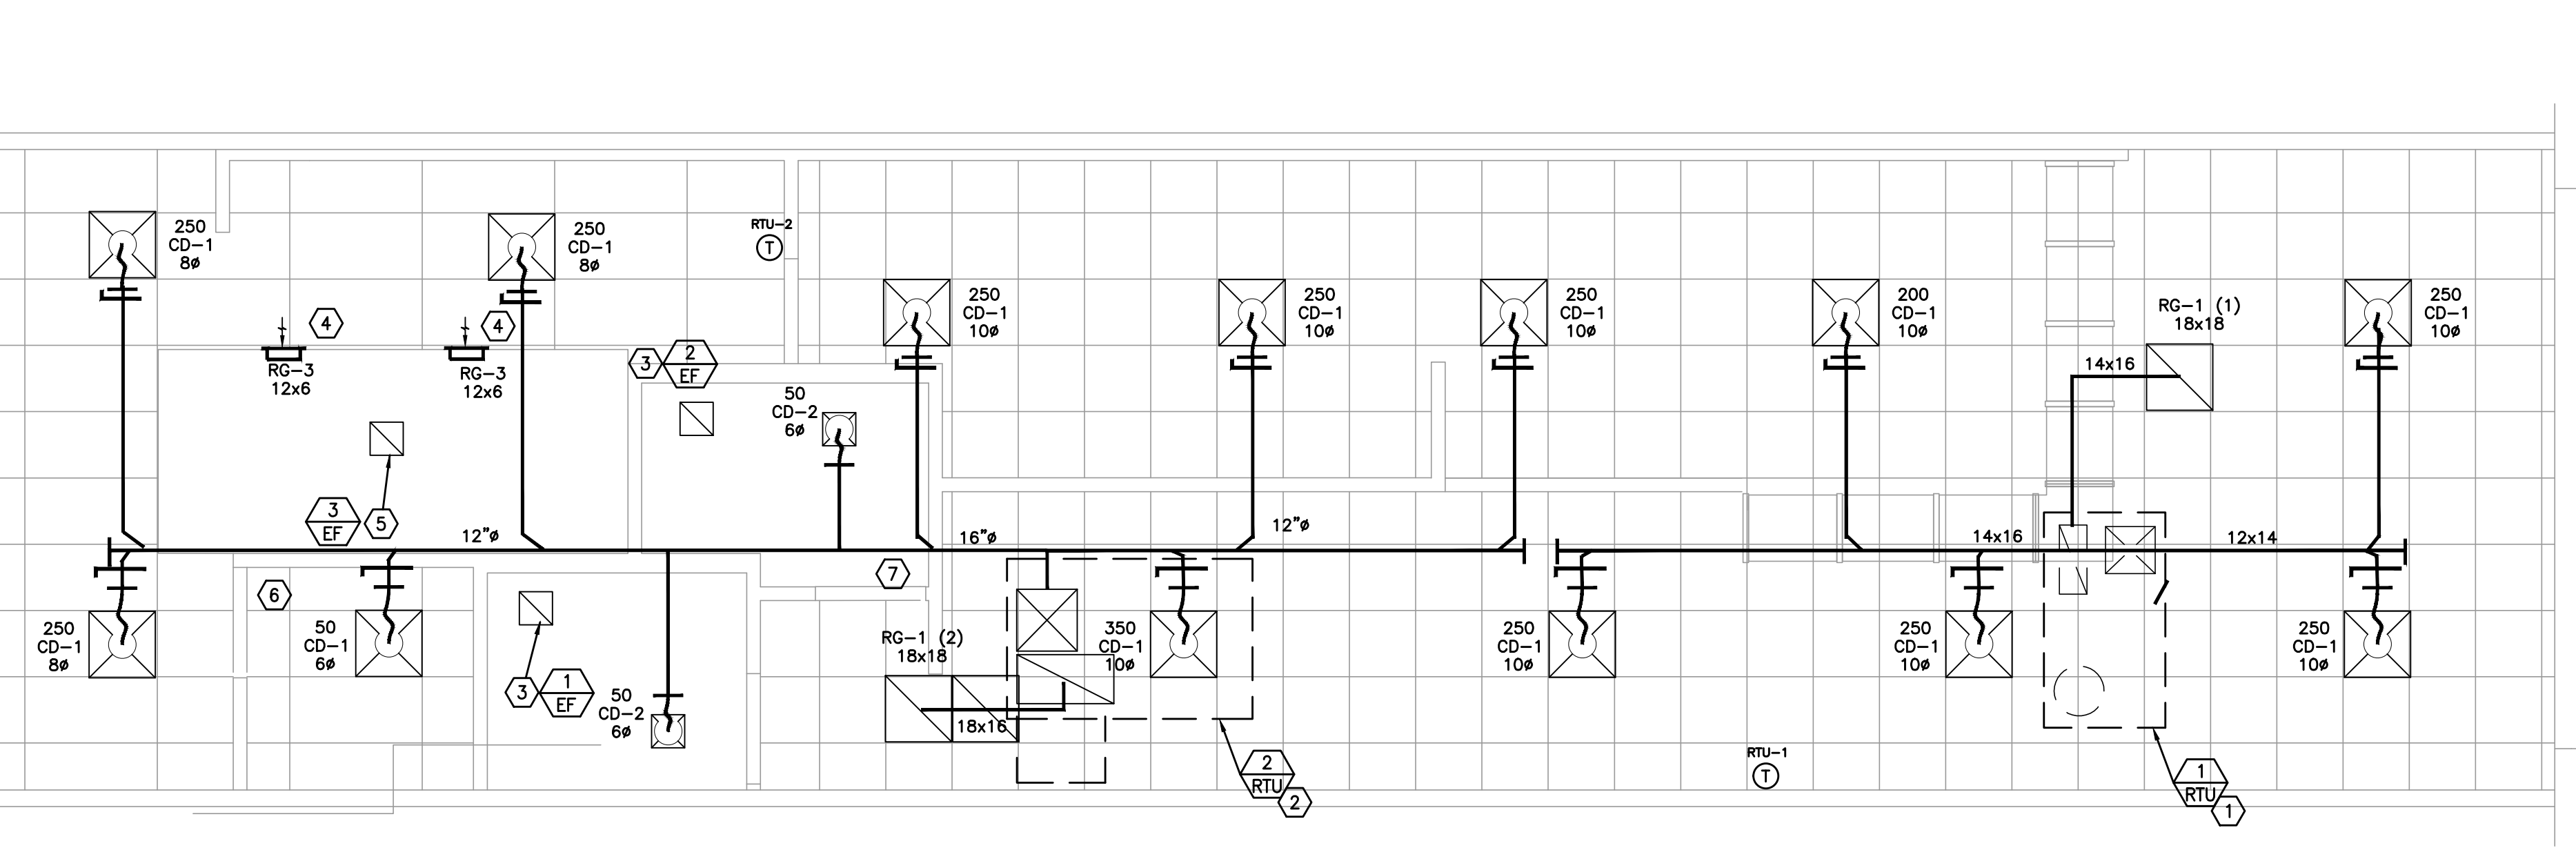 250
CD-1
8ø
250
CD-1
8ø
RTU-2
T
250
CD-1
10ø
250
CD-1
10ø
250
CD-1
10ø
200
CD-1
10ø
RG-1 (1)
18x18
250
CD-1
10ø
4
4
RG-3
12x6
RG-3
12x6
3
2
EF
14x16
50
CD-2
6ø
3
EF
5
12"ø
16"ø
12"ø
14x16
12x14
6
7
250
CD-1
8ø
50
CD-1
6ø
3
1
EF
50
CD-2
6ø
RG-1 (2)
18x18
18x16
350
CD-1
10ø
250
CD-1
10ø
250
CD-1
10ø
250
CD-1
10ø
2
RTU
2
RTU-1
T
1
RTU
1